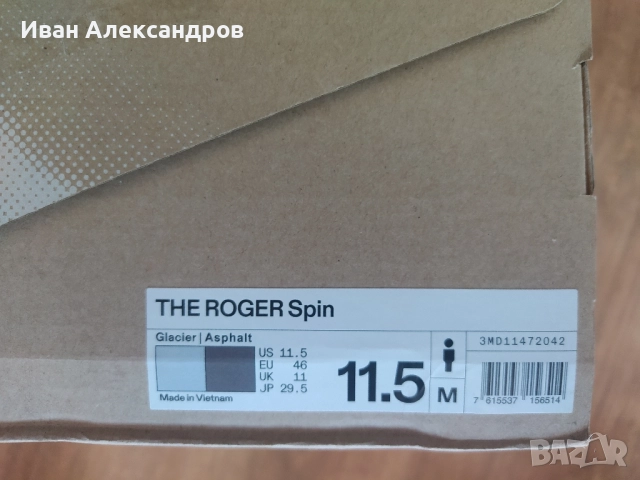 Иван Александров
THE ROGER Spin
Glacier | Asphalt
US 11.5
EU 46
UK 11
JP 29.5
Made in Vietnam
11.5
M
3MD11472042
7 615537 156514
BAZAR